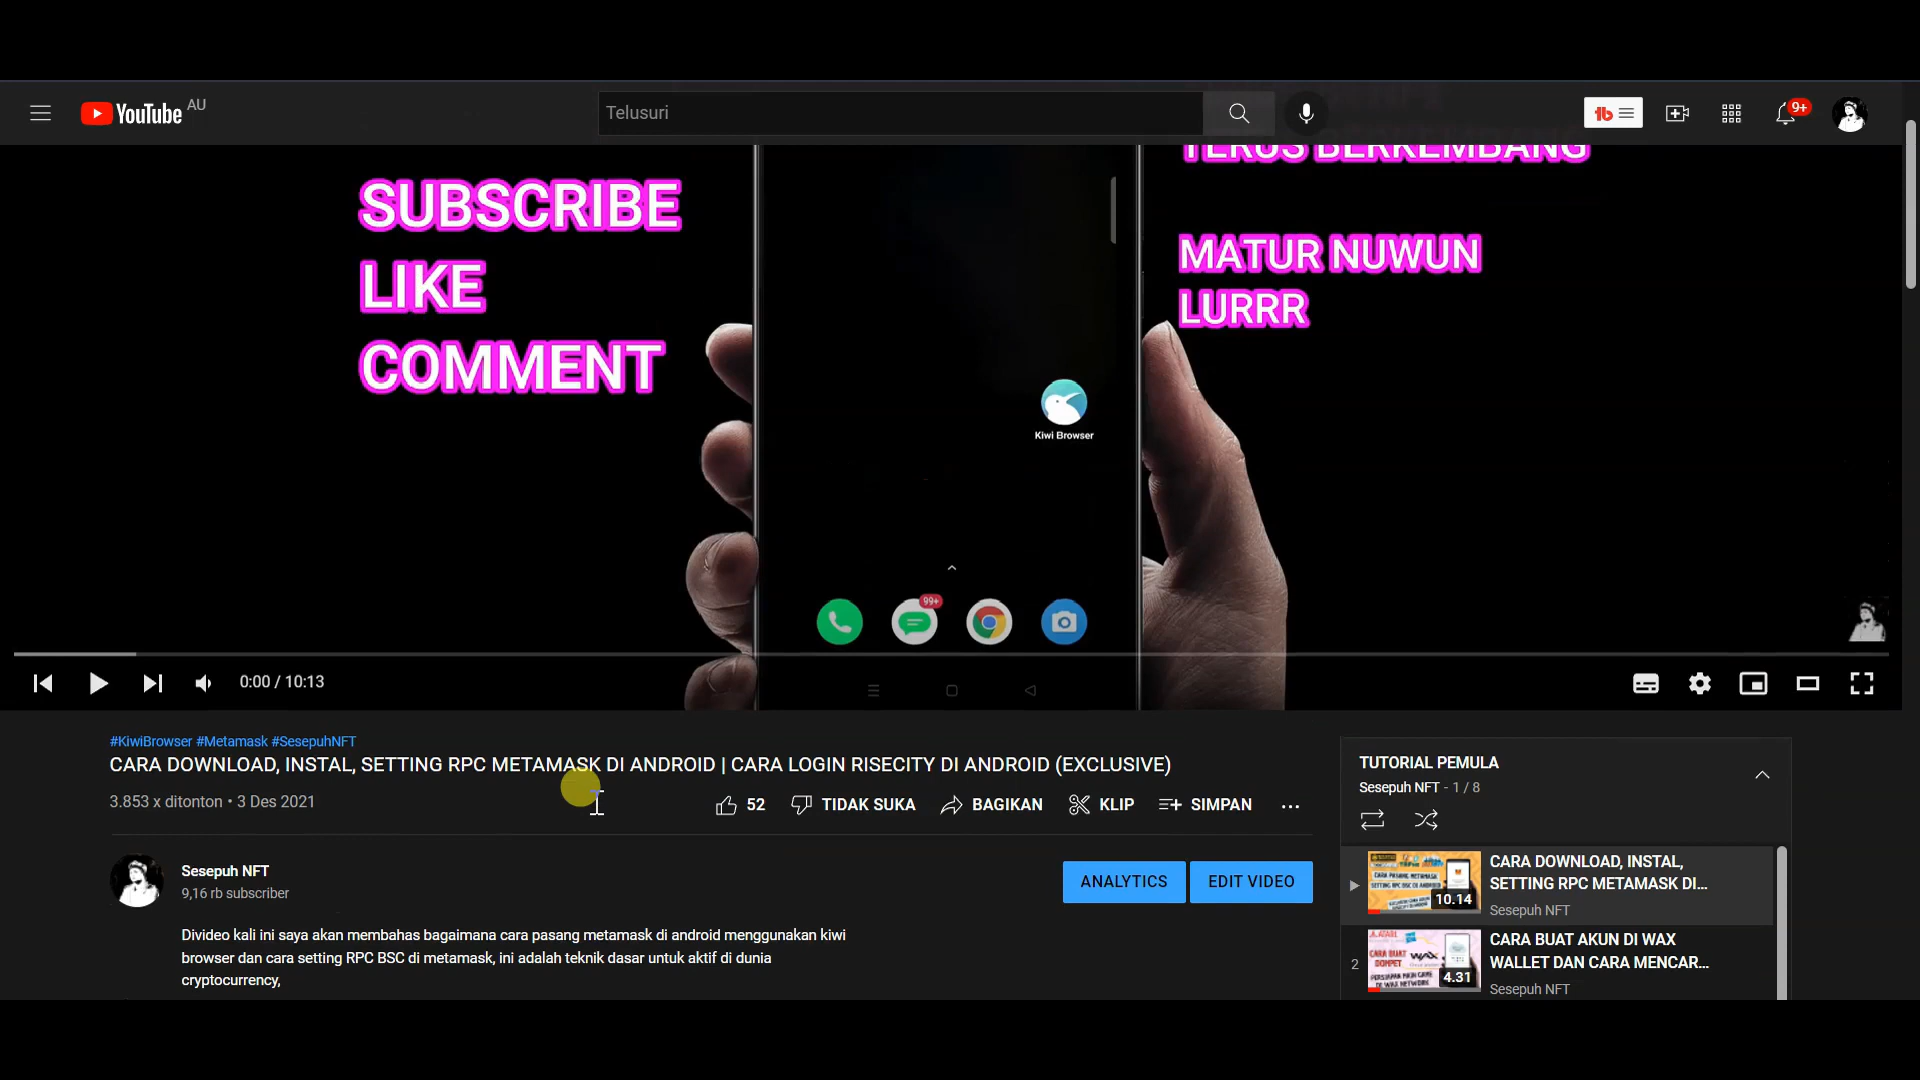 YouTube AU
Telusuri
9+
TERUS BERKEMBANG
SUBSCRIBE
LIKE
COMMENT
MATUR NUWUN
LURRR
Kiwi Browser
99+
0:00 / 10:13
#KiwiBrowser #Metamask #SesepuhNFT
CARA DOWNLOAD, INSTAL, SETTING RPC METAMASK DI ANDROID | CARA LOGIN RISECITY DI ANDROID (EXCLUSIVE)
3.853 x ditonton • 3 Des 2021
52
TIDAK SUKA
BAGIKAN
KLIP
SIMPAN
Sesepuh NFT
9,16 rb subscriber
ANALYTICS
EDIT VIDEO
Divideo kali ini saya akan membahas bagaimana cara pasang metamask di android menggunakan kiwi
browser dan cara setting RPC BSC di metamask, ini adalah teknik dasar untuk aktif di dunia
cryptocurrency,
TUTORIAL PEMULA
Sesepuh NFT - 1 / 8
10.14
CARA DOWNLOAD, INSTAL,
SETTING RPC METAMASK DI...
Sesepuh NFT
2
CARA BUAT
DOMPET
WAX
4.31
CARA BUAT AKUN DI WAX
WALLET DAN CARA MENCAR...
Sesepuh NFT